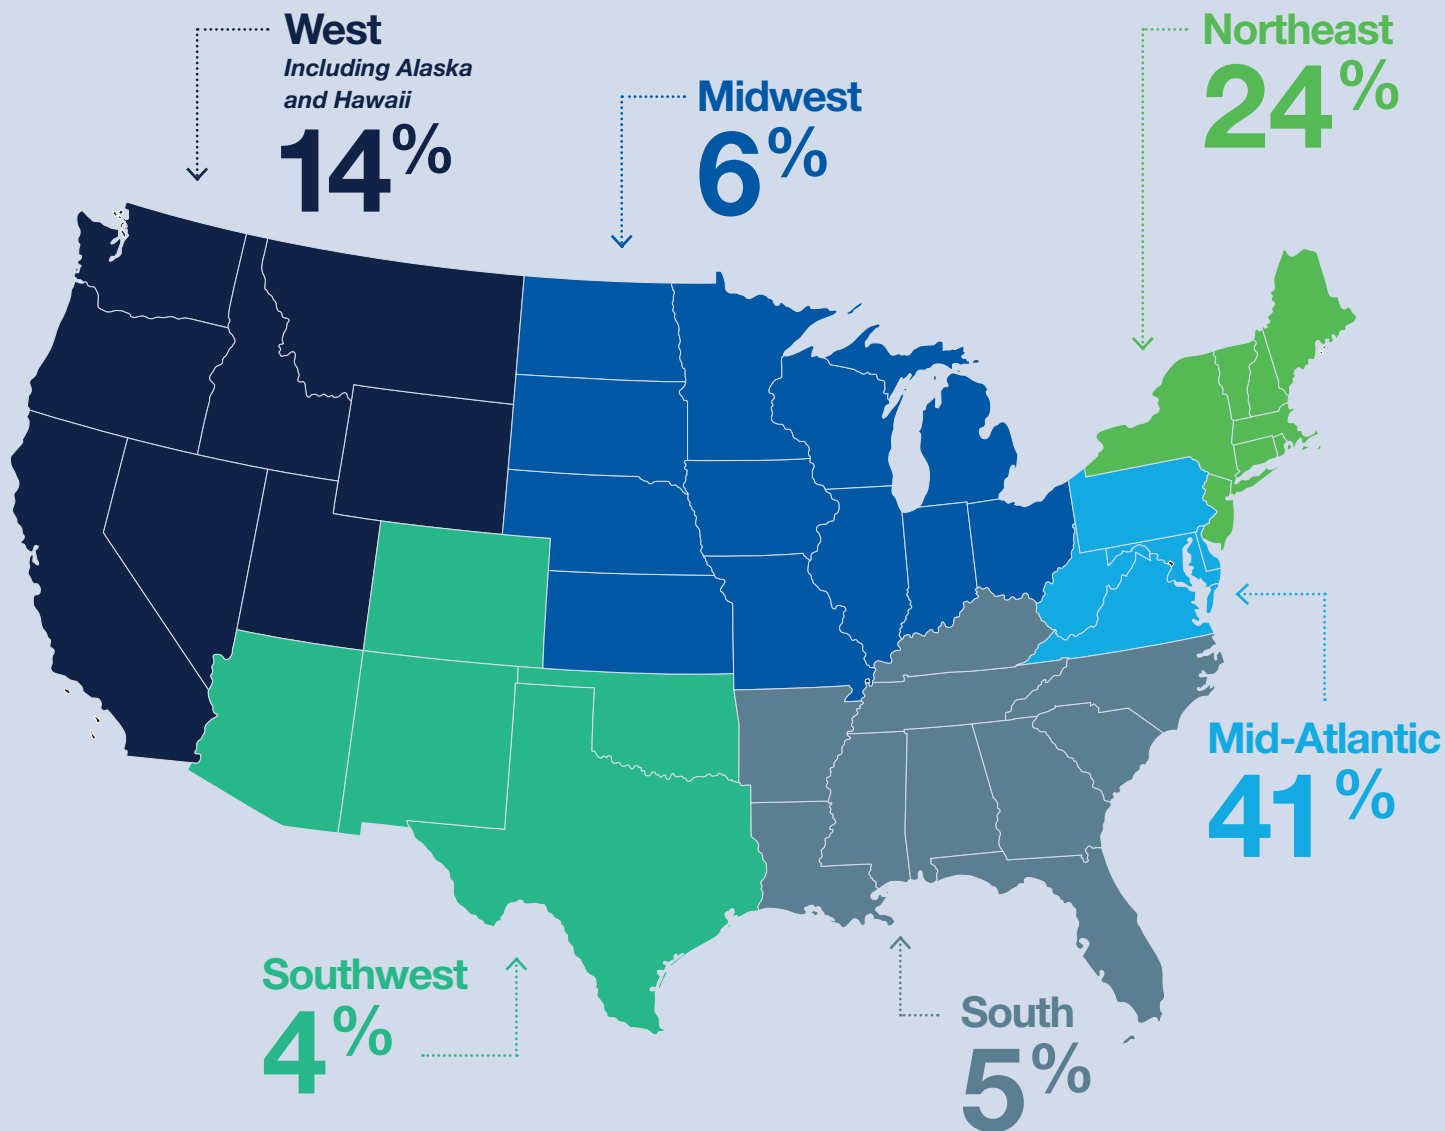 West
Including Alaska
and Hawaii
14%
Midwest
6%
Northeast
24%
Mid-Atlantic
41%
Southwest
4%
South
5%